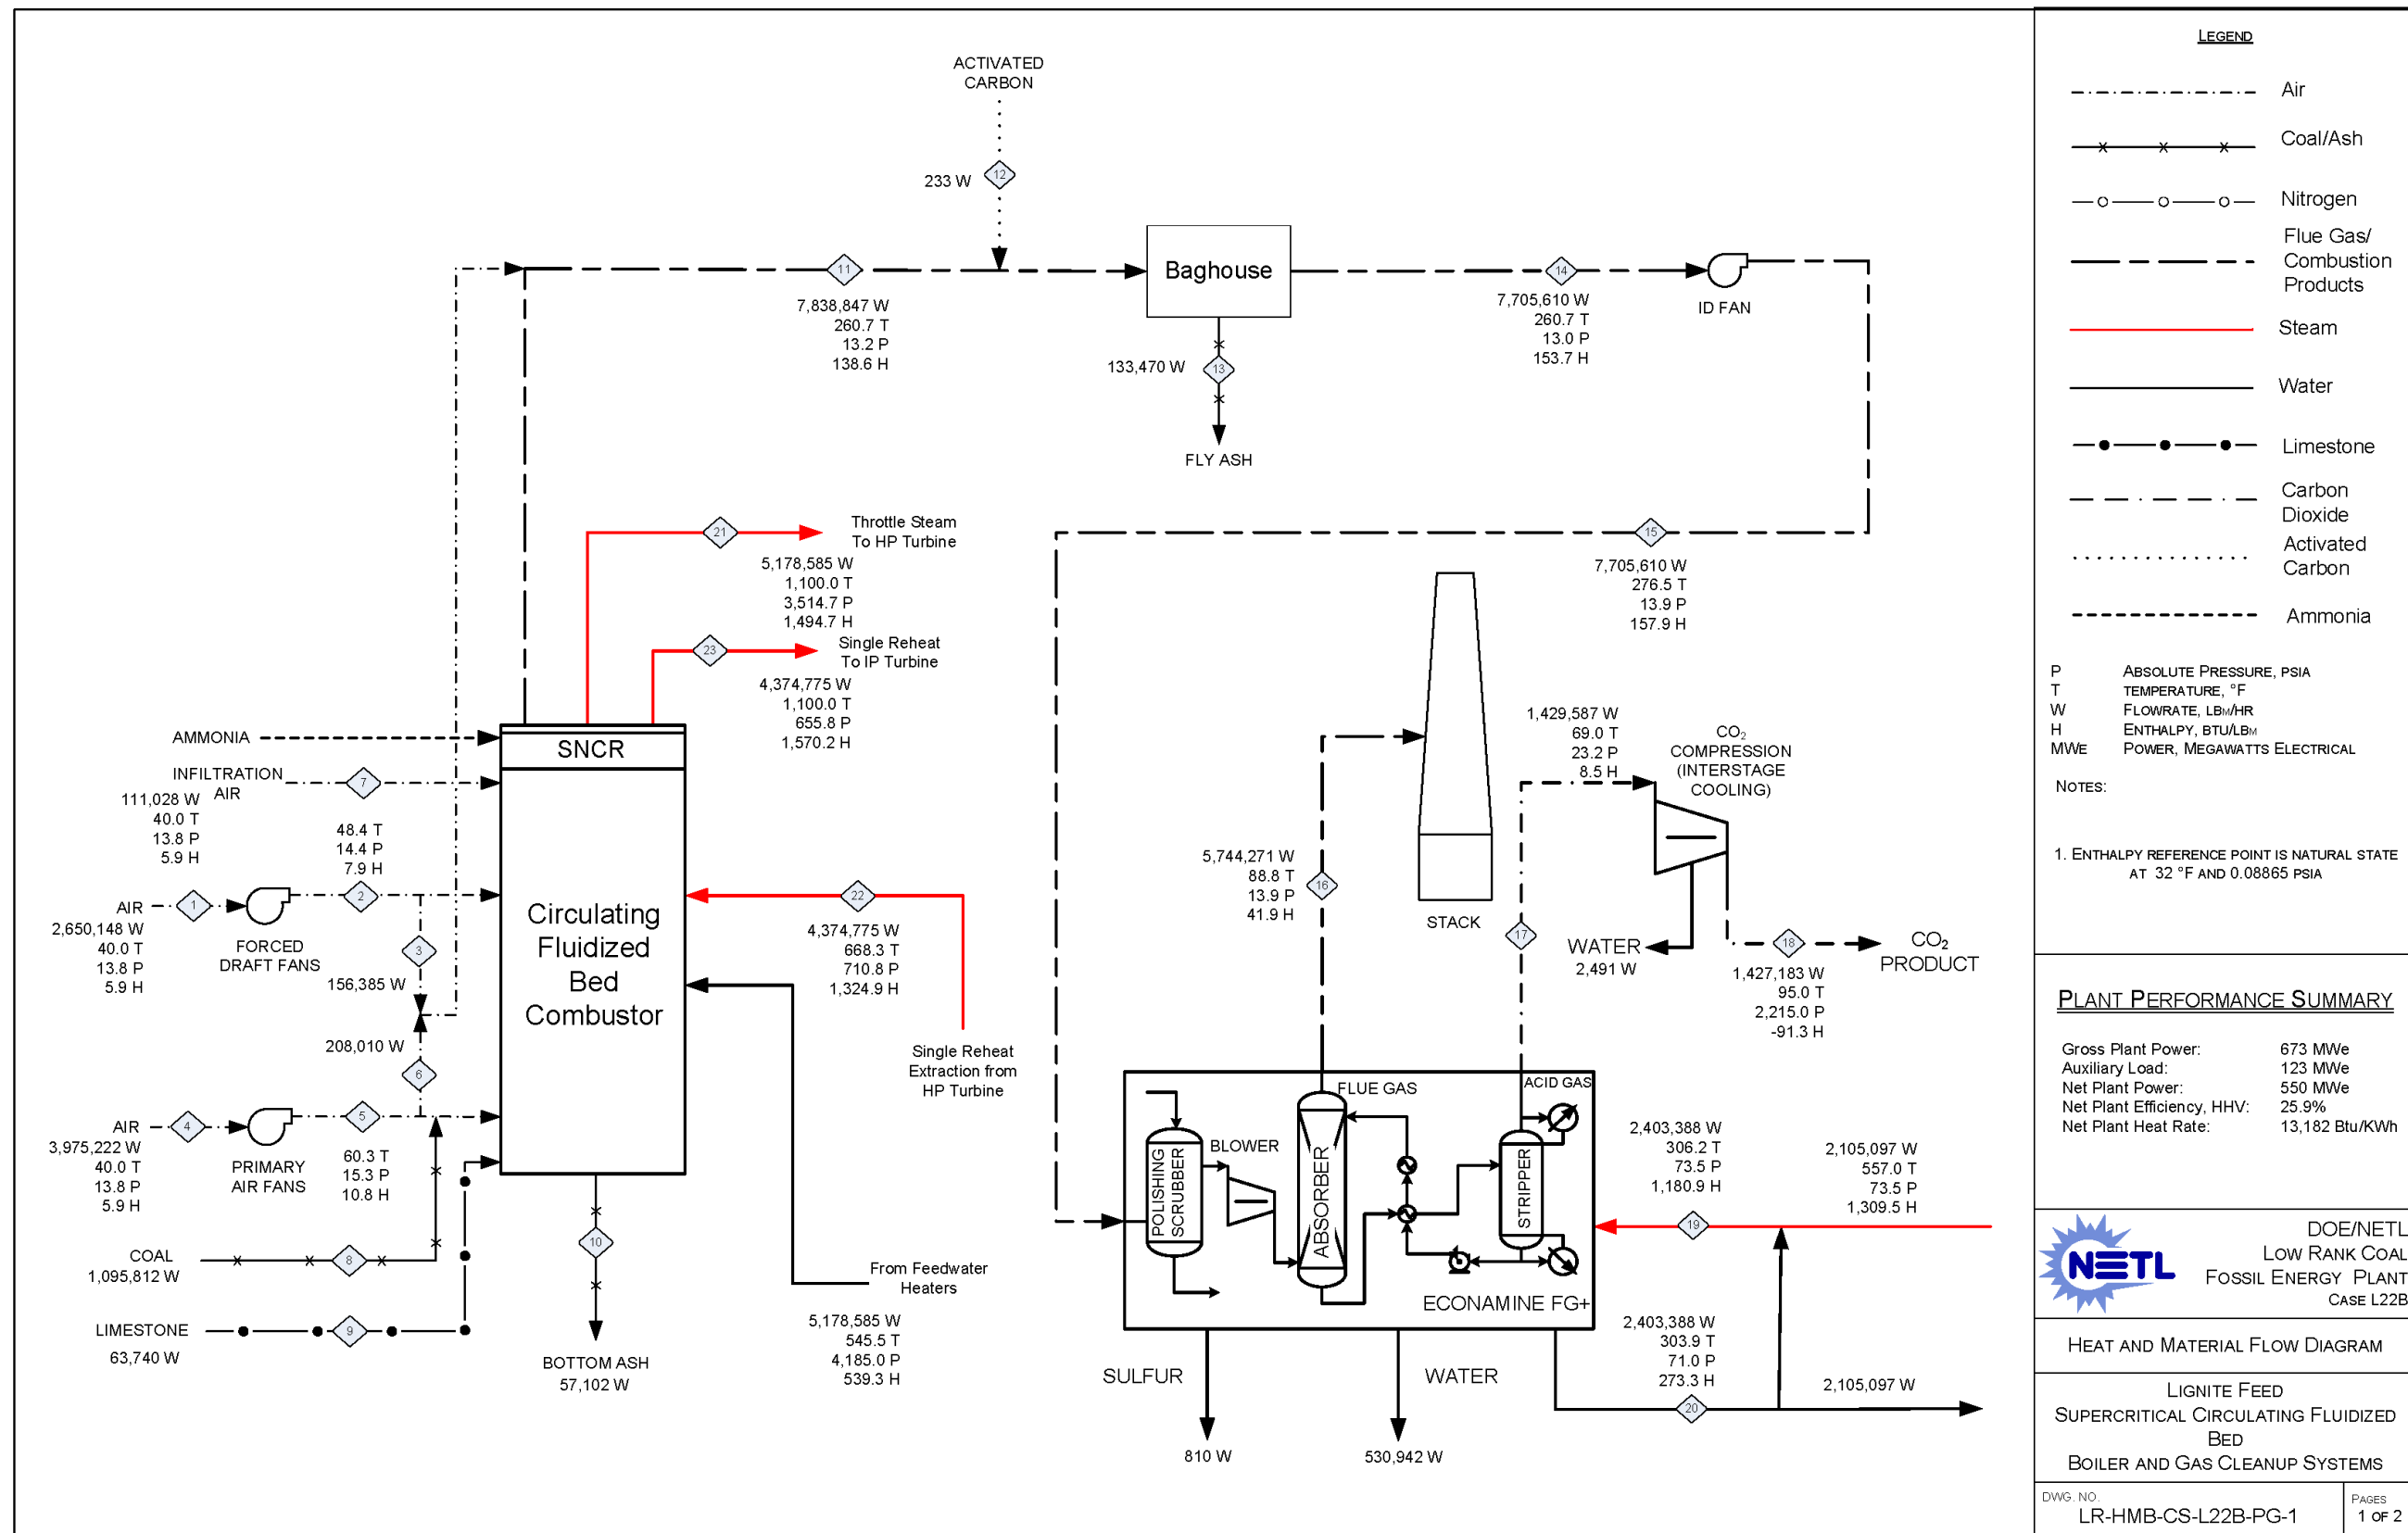 ACTIVATED
CARBON
233 W
12
11
7,838,847 W
260.7 T
13.2 P
138.6 H
Baghouse
133,470 W
13
FLY ASH
14
7,705,610 W
260.7 T
13.0 P
153.7 H
ID FAN
15
7,705,610 W
276.5 T
13.9 P
157.9 H
21
Throttle Steam
To HP Turbine
5,178,585 W
1,100.0 T
3,514.7 P
1,494.7 H
23
Single Reheat
To IP Turbine
4,374,775 W
1,100.0 T
655.8 P
1,570.2 H
AMMONIA
SNCR
INFILTRATION
AIR
7
111,028 W
40.0 T
13.8 P
5.9 H
48.4 T
14.4 P
7.9 H
AIR
1
2
2,650,148 W
40.0 T
13.8 P
5.9 H
FORCED
DRAFT FANS
3
156,385 W
208,010 W
6
AIR
4
5
3,975,222 W
40.0 T
13.8 P
5.9 H
PRIMARY
AIR FANS
60.3 T
15.3 P
10.8 H
COAL
1,095,812 W
8
LIMESTONE
63,740 W
9
Circulating
Fluidized
Bed
Combustor
10
BOTTOM ASH
57,102 W
22
4,374,775 W
668.3 T
710.8 P
1,324.9 H
Single Reheat
Extraction from
HP Turbine
From Feedwater
Heaters
5,178,585 W
545.5 T
4,185.0 P
539.3 H
5,744,271 W
88.8 T
13.9 P
41.9 H
16
STACK
1,429,587 W
69.0 T
23.2 P
8.5 H
17
CO2
COMPRESSION
(INTERSTAGE
COOLING)
WATER
2,491 W
18
CO2
PRODUCT
1,427,183 W
95.0 T
2,215.0 P
-91.3 H
FLUE GAS
ACID GAS
POLISHING
SCRUBBER
BLOWER
ABSORBER
STRIPPER
ECONAMINE FG+
2,403,388 W
306.2 T
73.5 P
1,180.9 H
2,105,097 W
557.0 T
73.5 P
1,309.5 H
19
2,403,388 W
303.9 T
71.0 P
273.3 H
20
2,105,097 W
SULFUR
810 W
WATER
530,942 W
LEGEND
Air
Coal/Ash
Nitrogen
Flue Gas/
Combustion
Products
Steam
Water
Limestone
Carbon
Dioxide
Activated
Carbon
Ammonia
P ABSOLUTE PRESSURE, PSIA
T TEMPERATURE, °F
W FLOWRATE, LBM/HR
H ENTHALPY, BTU/LBM
MWE POWER, MEGAWATTS ELECTRICAL
NOTES:
1. ENTHALPY REFERENCE POINT IS NATURAL STATE
AT 32 °F AND 0.08865 PSIA
PLANT PERFORMANCE SUMMARY
Gross Plant Power: 673 MWe
Auxiliary Load: 123 MWe
Net Plant Power: 550 MWe
Net Plant Efficiency, HHV: 25.9%
Net Plant Heat Rate: 13,182 Btu/KWh
NETL
DOE/NETL
LOW RANK COAL
FOSSIL ENERGY PLANT
CASE L22B
HEAT AND MATERIAL FLOW DIAGRAM
LIGNITE FEED
SUPERCRITICAL CIRCULATING FLUIDIZED
BED
BOILER AND GAS CLEANUP SYSTEMS
DWG. NO.
LR-HMB-CS-L22B-PG-1
PAGES
1 OF 2